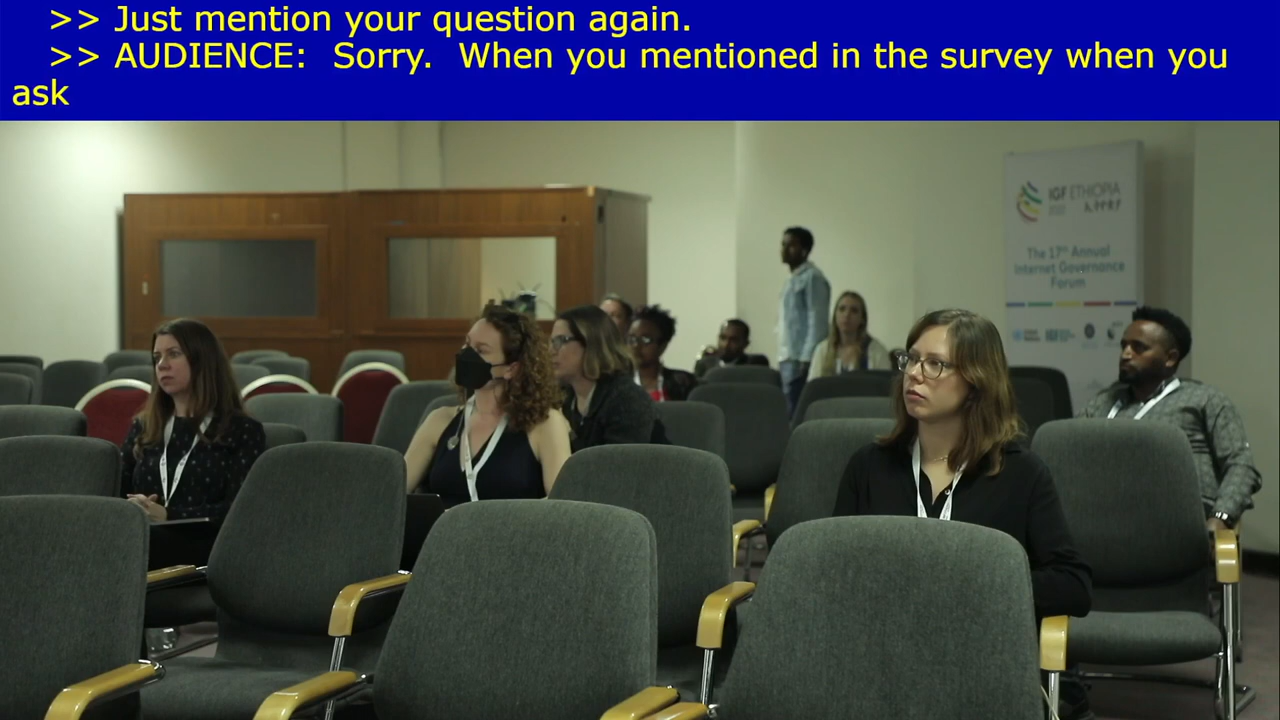 >> Just mention your question again.
>> AUDIENCE: Sorry. When you mentioned in the survey when you
ask
IGF ETHIOPIA
ኢትዮጵያ
The 17th Annual
Internet Governance
Forum